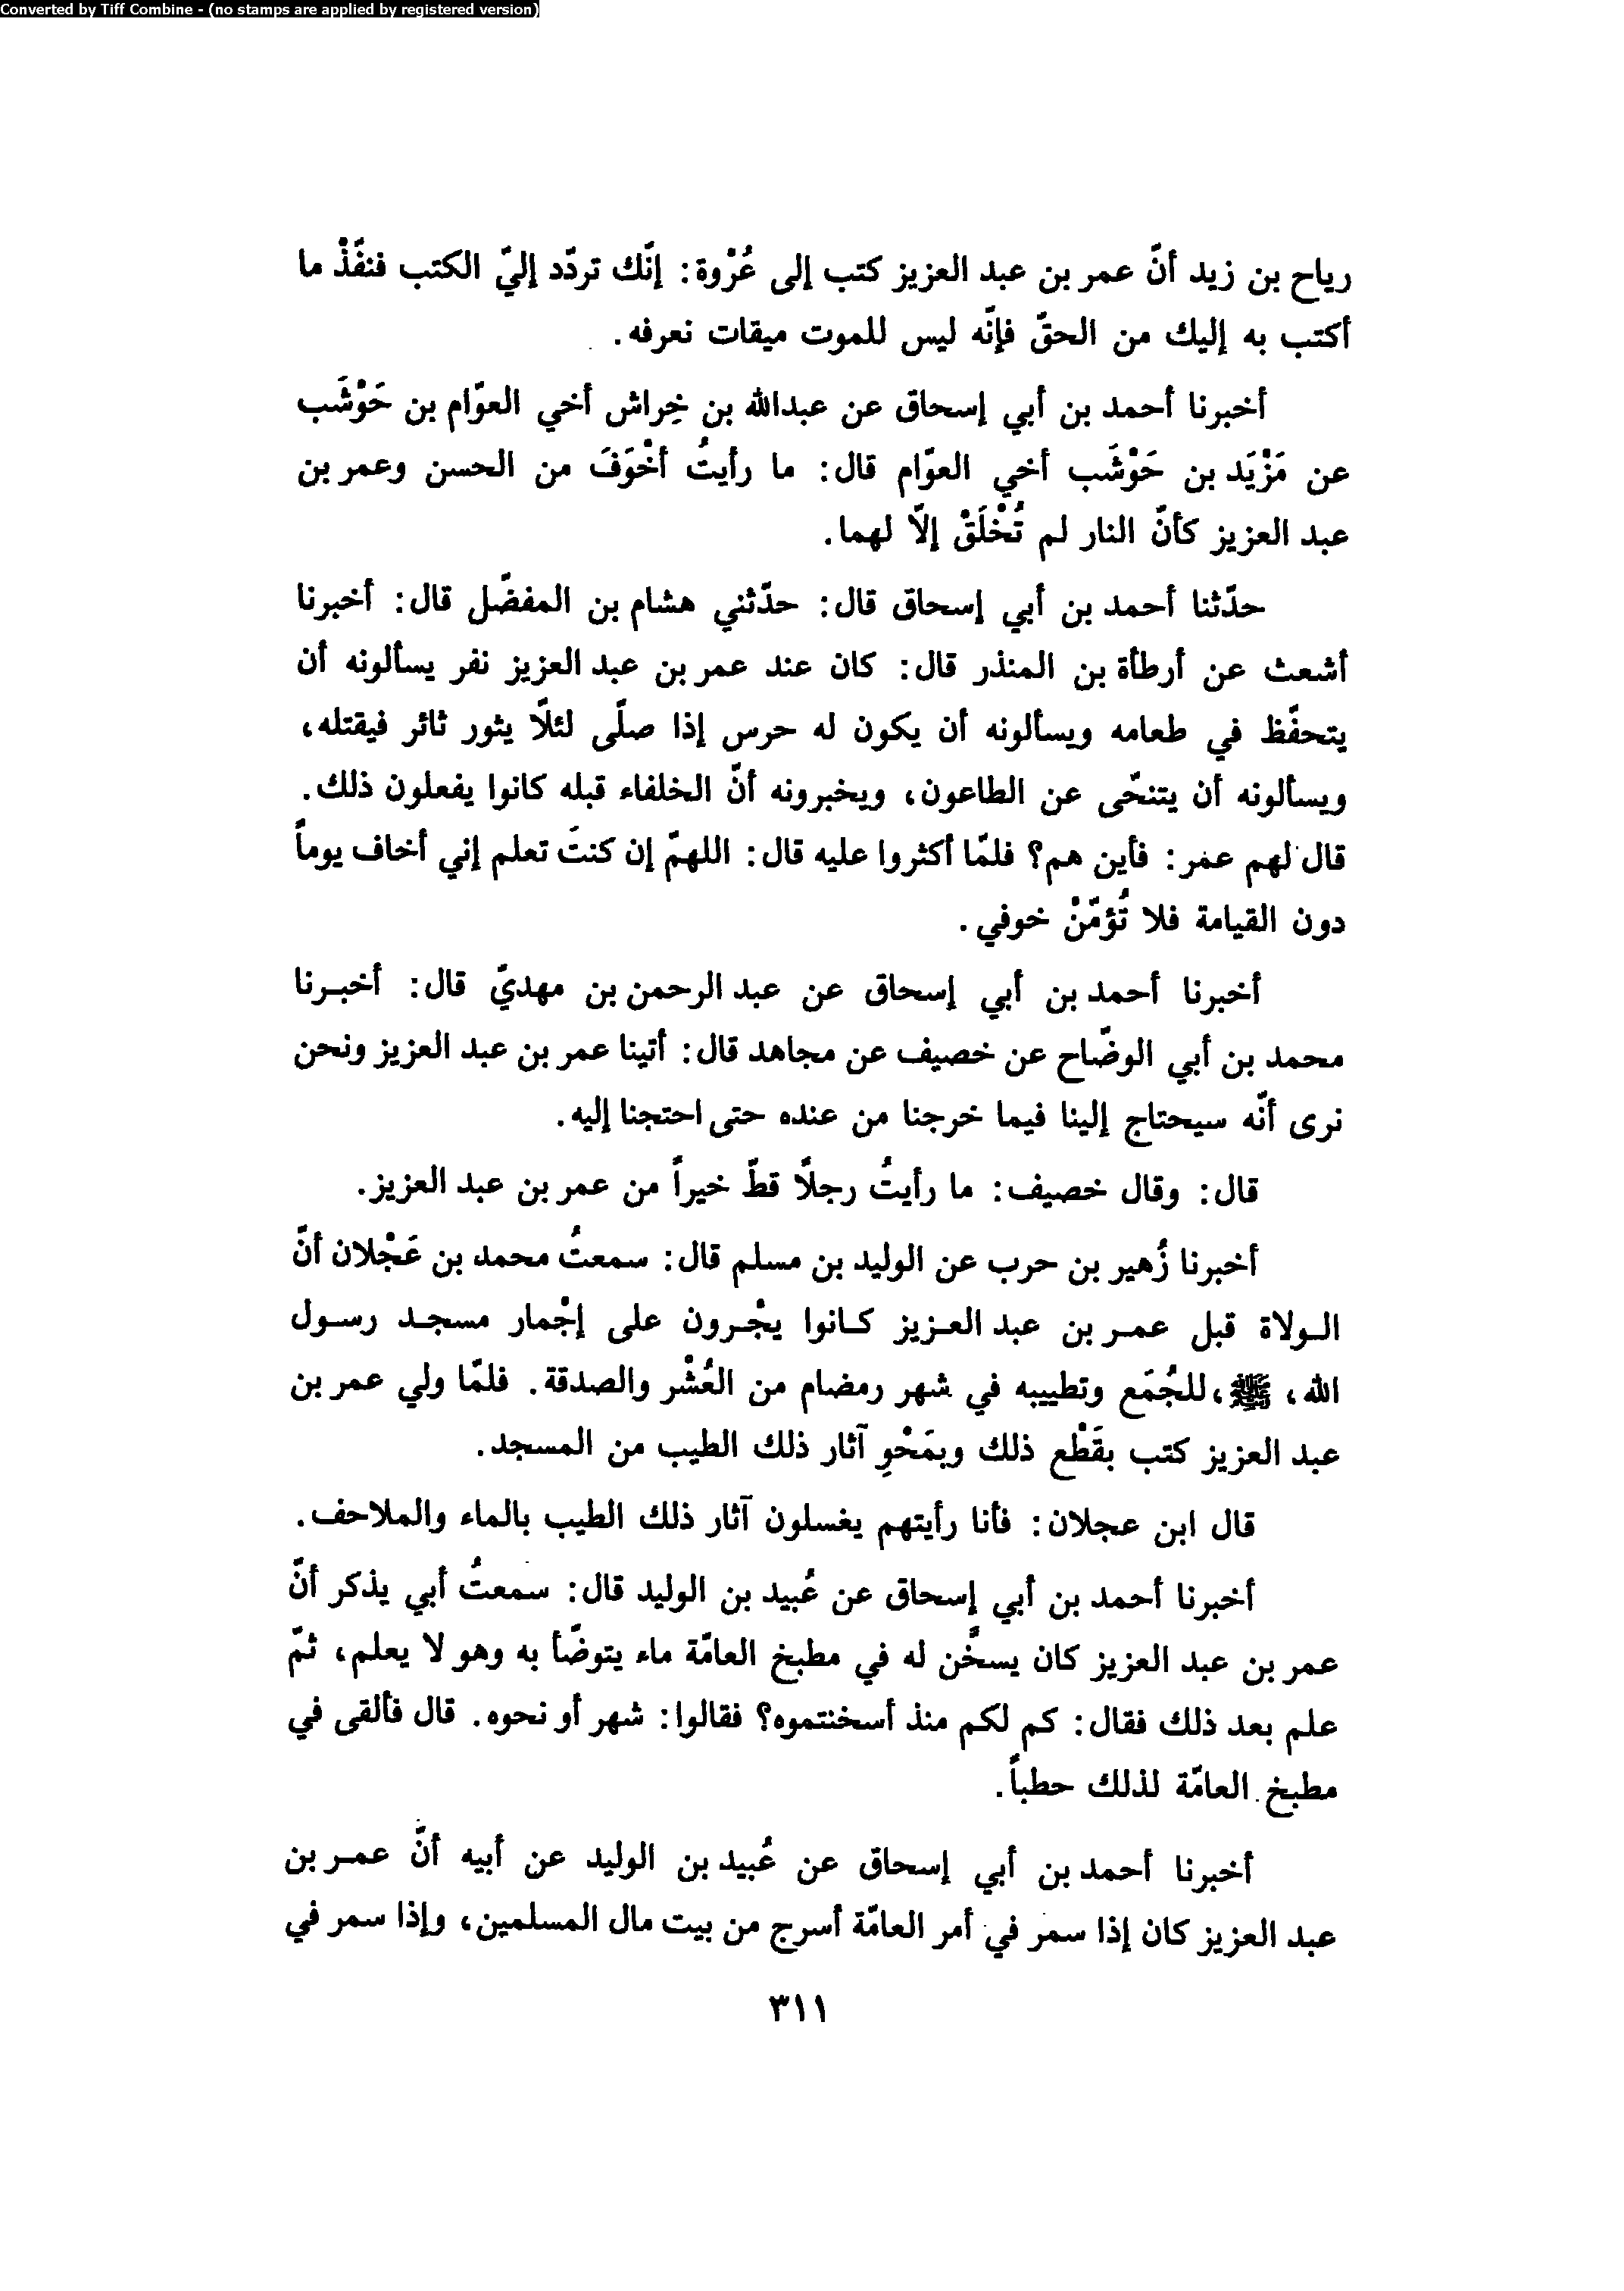 Converted by Tiff Combine - (no stamps are applied by registered version)
رياح بن زيد أنّ عمر بن عبد العزيز كتب إلى عُرْوة: إنّك تردّد إليّ الكتب فنفّذْ ما
أكتب به إليك من الحقّ فإنّه ليس للموت ميقات نعرفه.
أخبرنا أحمد بن أبي إسحاق عن عبدالله بن خِراش أخي العوّام بن حَوْشَب
عن مَزْيَد بن حَوْشَب أخي العوّام قال: ما رأيتُ أخْوَفَ من الحسن وعمر بن
عبد العزيز كأنّ النار لم تُخْلَقْ إلّا لهما.
حدّثنا أحمد بن أبي إسحاق قال: حدّثني هشام بن المفضّل قال: أخبرنا
أشعث عن أرطأة بن المنذر قال: كان عند عمر بن عبد العزيز نفر يسألونه أن
يتحفّظ في طعامه ويسألونه أن يكون له حرس إذا صلّى لئلّا يثور ثائر فيقتله،
ويسألونه أن يتنحّى عن الطاعون، ويخبرونه أنّ الخلفاء قبله كانوا يفعلون ذلك.
قال لهم عمر: فأين هم؟ فلمّا أكثروا عليه قال: اللهمّ إن كنتَ تعلم إني أخاف يوماً
دون القيامة فلا تُؤمّنْ خوفي.
أخبرنا أحمد بن أبي إسحاق عن عبد الرحمن بن مهديّ قال: أخبـرنا
محمد بن أبي الوضّاح عن خصيف عن مجاهد قال: أتينا عمر بن عبد العزيز ونحن
نرى أنّه سيحتاج إلينا فيما خرجنا من عنده حتى احتجنا إليه.
قال: وقال خصيف: ما رأيتُ رجلًا قطّ خيراً من عمر بن عبد العزيز.
أخبرنا زُهير بن حرب عن الوليد بن مسلم قال: سمعتُ محمد بن عَجْلان أنّ
الـولاة قبل عمـر بن عبد العـزيز كـانوا يجْـرون على إجْمار مسجـد رسـول
الله، ﷺ، للجُمَع وتطييبه في شهر رمضام من العُشْر والصدقة. فلمّا ولي عمر بن
عبد العزيز كتب بقَطْع ذلك وبمَحْوِ آثار ذلك الطيب من المسجد.
قال ابن عجلان: فأنا رأيتهم يغسلون آثار ذلك الطيب بالماء والملاحف.
أخبرنا أحمد بن أبي إسحاق عن عُبيد بن الوليد قال: سمعتُ أبي يذكر أنّ
عمر بن عبد العزيز كان يسخَّن له في مطبخ العامّة ماء يتوضّأ به وهو لا يعلم، ثمّ
علم بعد ذلك فقال: كم لكم منذ أسخنتموه؟ فقالوا: شهر أو نحوه. قال فألقى في
مطبخ العامّة لذلك حطباً.
أخبرنا أحمد بن أبي إسحاق عن عُبيد بن الوليد عن أبيه أنّ عمـر بن
عبد العزيز كان إذا سمر في أمر العامّة أسرج من بيت مال المسلمين، وإذا سمر في
٣١١